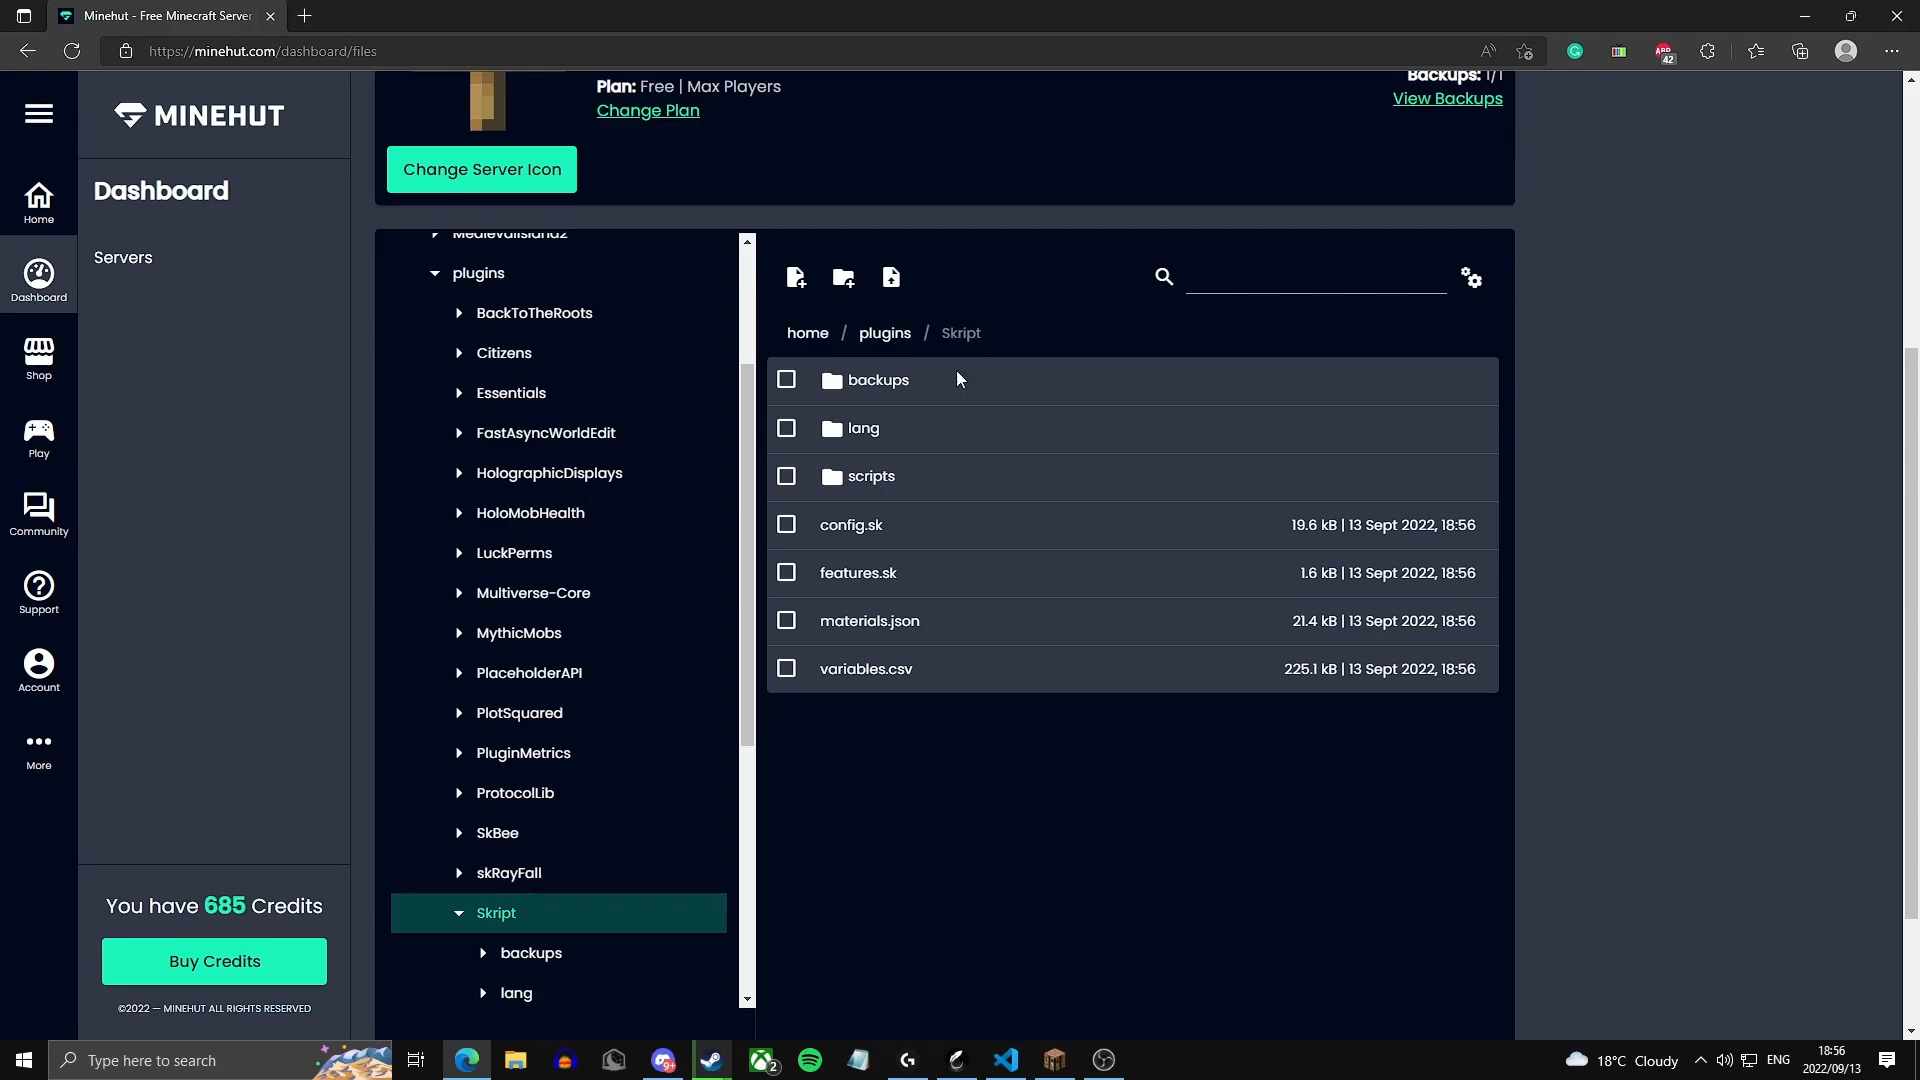 Minehut - Free Minecraft Server
https://minehut.com/dashboard/files
ABP
42
MINEHUT
Dashboard
Servers
Home
Dashboard
Shop
Play
Community
Support
Account
More
You have 685 Credits
Buy Credits
©2022 — MINEHUT ALL RIGHTS RESERVED
Plan: Free | Max Players
Change Plan
Backups: 1/1
View Backups
Change Server Icon
MedievalIsland2
plugins
BackToTheRoots
Citizens
Essentials
FastAsyncWorldEdit
HolographicDisplays
HoloMobHealth
LuckPerms
Multiverse-Core
MythicMobs
PlaceholderAPI
PlotSquared
PluginMetrics
ProtocolLib
SkBee
skRayFall
Skript
backups
lang
home / plugins / Skript
backups
lang
scripts
config.sk 19.6 kB | 13 Sept 2022, 18:56
features.sk 1.6 kB | 13 Sept 2022, 18:56
materials.json 21.4 kB | 13 Sept 2022, 18:56
variables.csv 225.1 kB | 13 Sept 2022, 18:56
Type here to search
9+
2
18°C Cloudy
ENG
18:56
2022/09/13